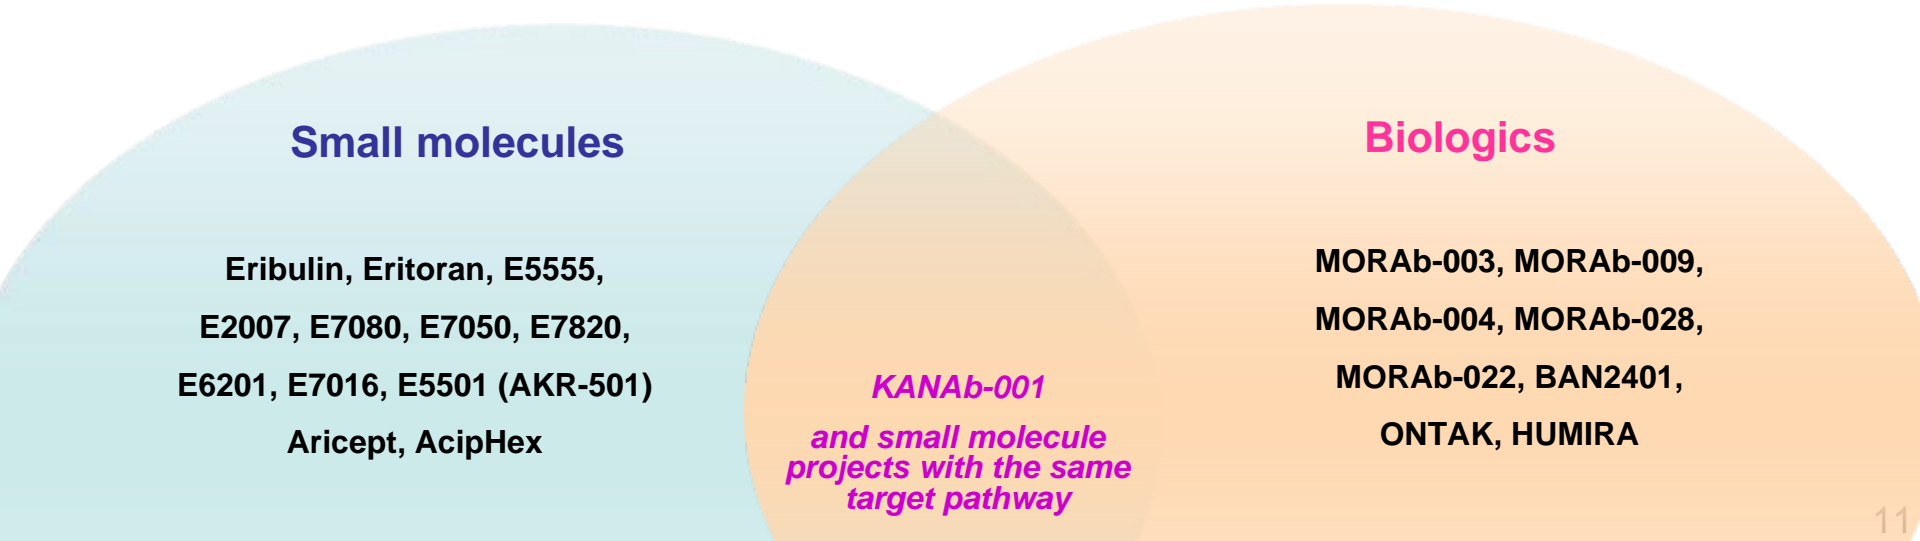 Small molecules
Eribulin, Eritoran, E5555,
E2007, E7080, E7050, E7820,
E6201, E7016, E5501 (AKR-501)
Aricept, AcipHex
KANAb-001
and small molecule
projects with the same
target pathway
Biologics
MORAb-003, MORAb-009,
MORAb-004, MORAb-028,
MORAb-022, BAN2401,
ONTAK, HUMIRA
11